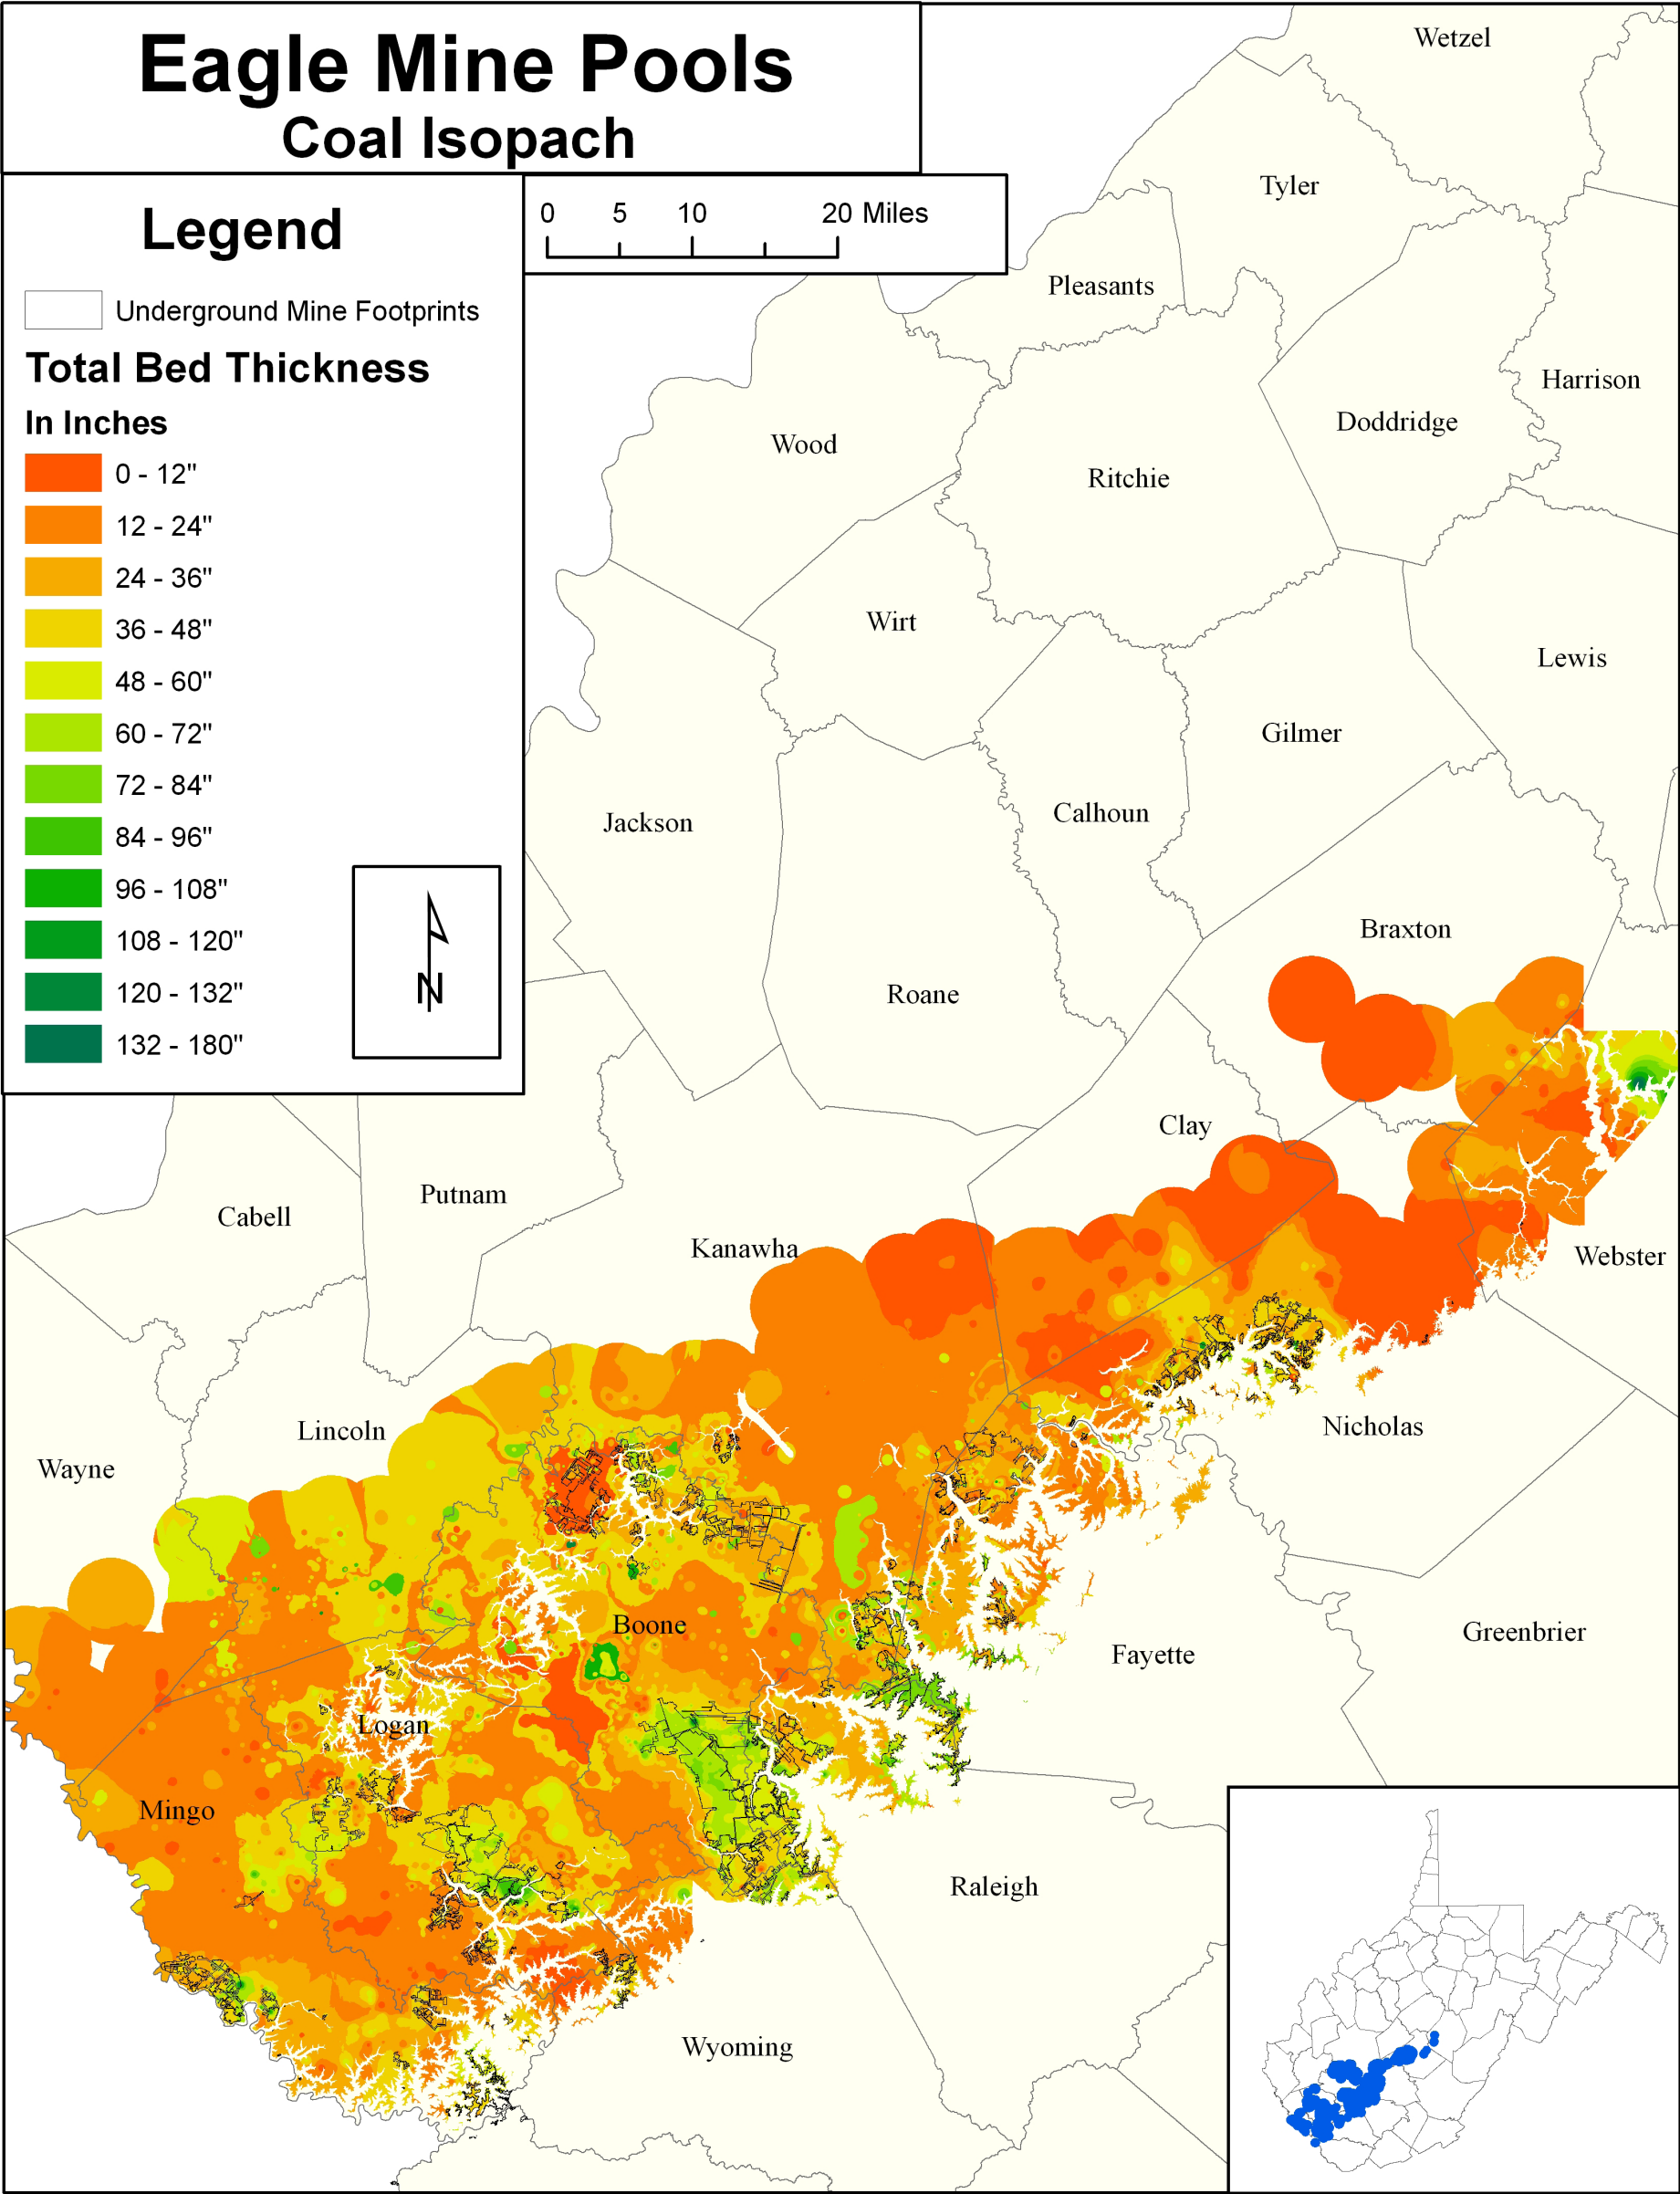 Eagle Mine Pools
Coal Isopach
Legend
Underground Mine Footprints
Total Bed Thickness
In Inches
0 - 12"
12 - 24"
24 - 36"
36 - 48"
48 - 60"
60 - 72"
72 - 84"
84 - 96"
96 - 108"
108 - 120"
120 - 132"
132 - 180"
N
0 5 10 20 Miles
Wetzel
Tyler
Pleasants
Harrison
Doddridge
Wood
Ritchie
Wirt
Lewis
Gilmer
Calhoun
Jackson
Braxton
Roane
Clay
Putnam
Cabell
Kanawha
Webster
Nicholas
Lincoln
Wayne
Boone
Greenbrier
Fayette
Logan
Mingo
Raleigh
Wyoming